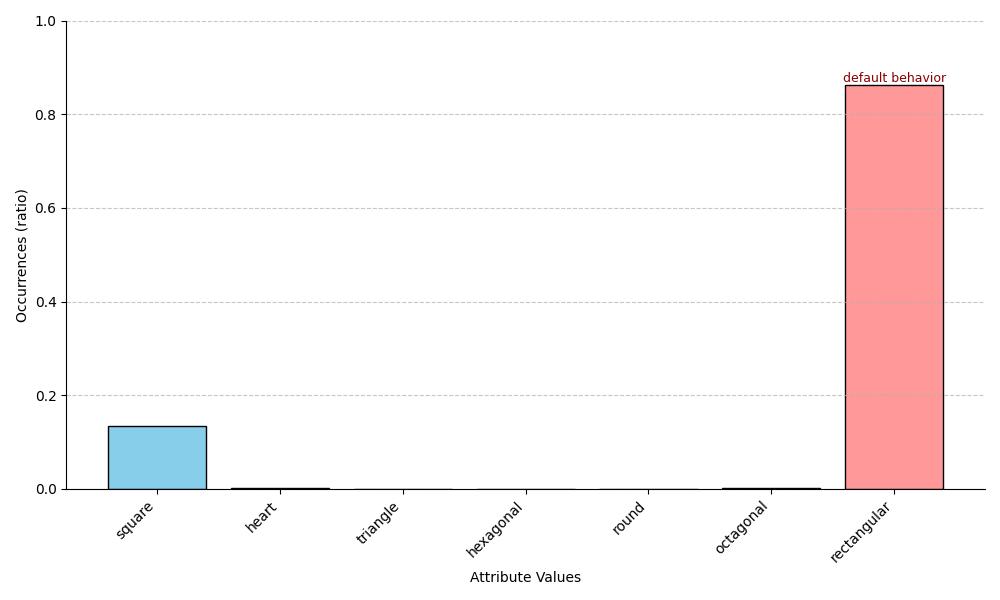 1.0
default behavior
0.8
0.6
0.4
0.2
0.0
Occurrences (ratio)
square
heart
triangle
hexagonal
round
octagonal
rectangular
Attribute Values